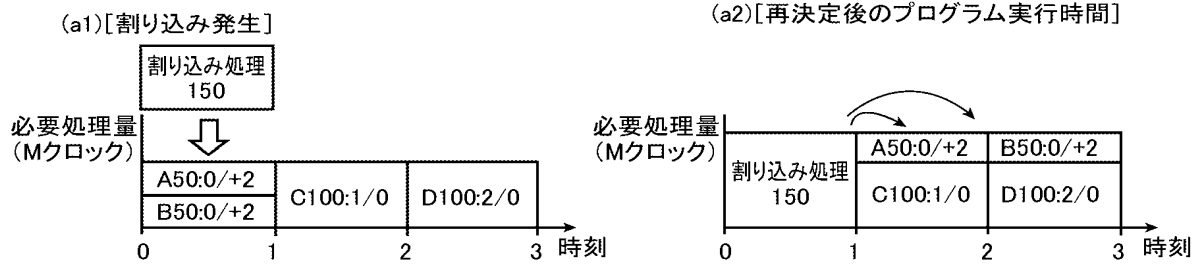 (a1)[割り込み発生]
割り込み処理
150
必要処理量
(Mクロック)
A50:0/+2
B50:0/+2
C100:1/0
D100:2/0
0
1
2
3
時刻
(a2)[再決定後のプログラム実行時間]
必要処理量
(Mクロック)
割り込み処理
150
A50:0/+2
B50:0/+2
C100:1/0
D100:2/0
0
1
2
3
時刻